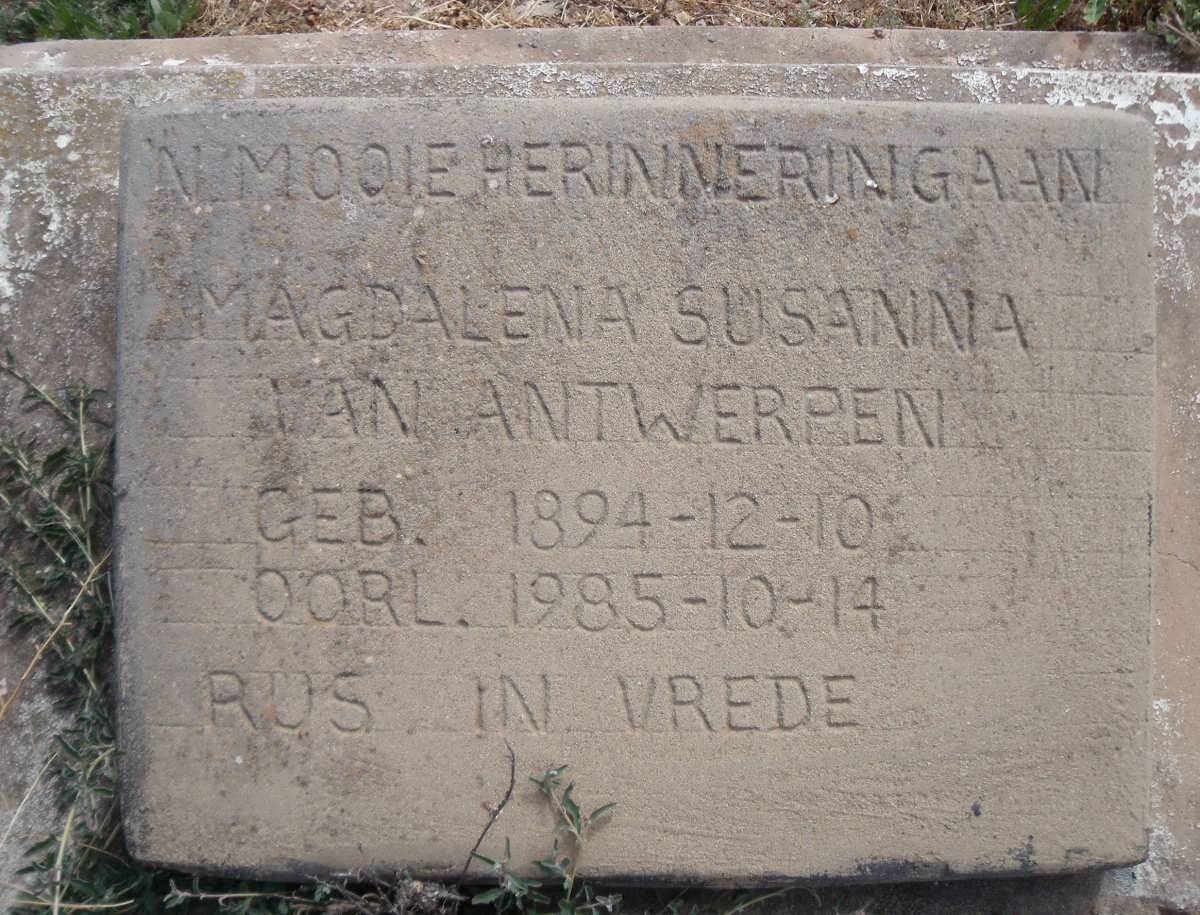 'N MOOIE HERINNERING AAN
MAGDALENA SUSANNA
VAN ANTWERPEN
GEB. 1894-12-10
OORL. 1985-10-14
RUS IN VREDE